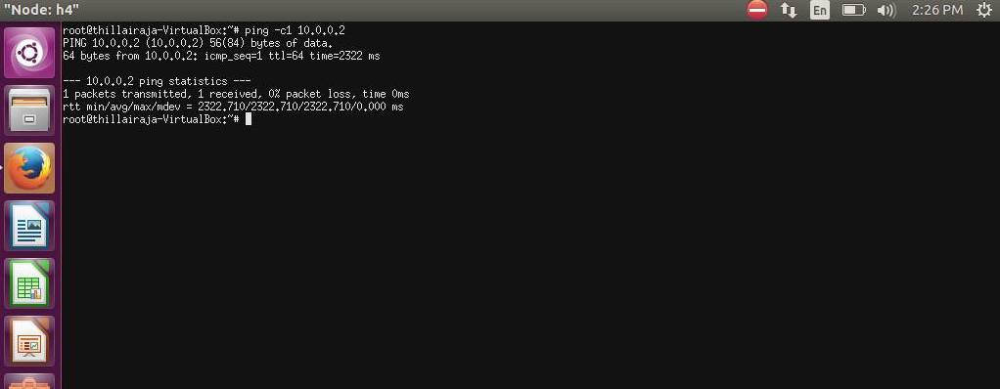 "Node: h4"
En
2:26 PM
root@thillairaja-VirtualBox:~# ping -c1 10.0.0.2
PING 10.0.0.2 (10.0.0.2) 56(84) bytes of data.
64 bytes from 10.0.0.2: icmp_seq=1 ttl=64 time=2322 ms
--- 10.0.0.2 ping statistics ---
1 packets transmitted, 1 received, 0% packet loss, time 0ms
rtt min/avg/max/mdev = 2322.710/2322.710/2322.710/0.000 ms
root@thillairaja-VirtualBox:~#